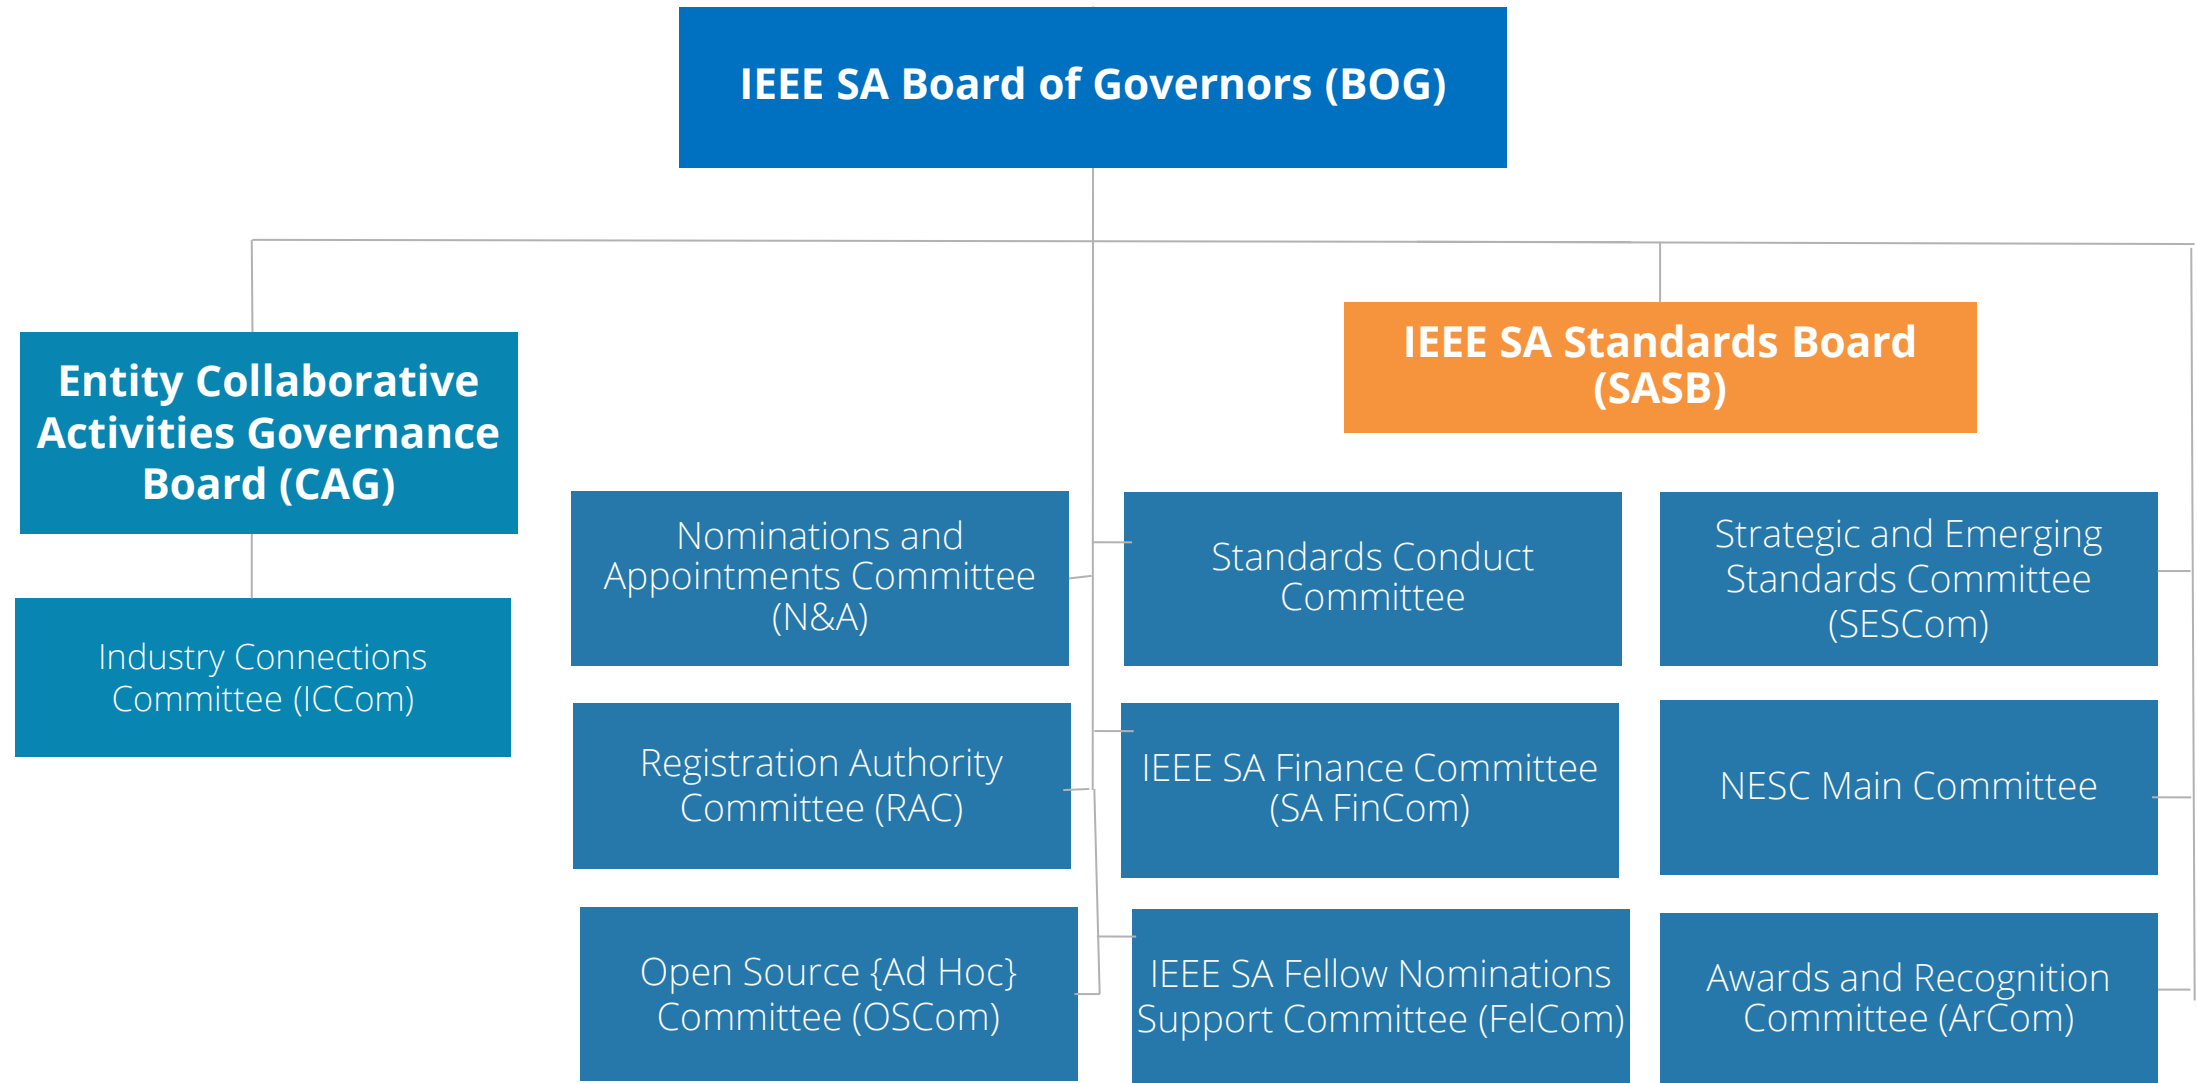 IEEE SA Board of Governors (BOG)
Entity Collaborative
Activities Governance
Board (CAG)
IEEE SA Standards Board
(SASB)
Industry Connections
Committee (ICCom)
Nominations and
Appointments Committee
(N&A)
Standards Conduct
Committee
Strategic and Emerging
Standards Committee
(SESCom)
Registration Authority
Committee (RAC)
IEEE SA Finance Committee
(SA FinCom)
NESC Main Committee
Open Source {Ad Hoc}
Committee (OSCom)
IEEE SA Fellow Nominations
Support Committee (FelCom)
Awards and Recognition
Committee (ArCom)